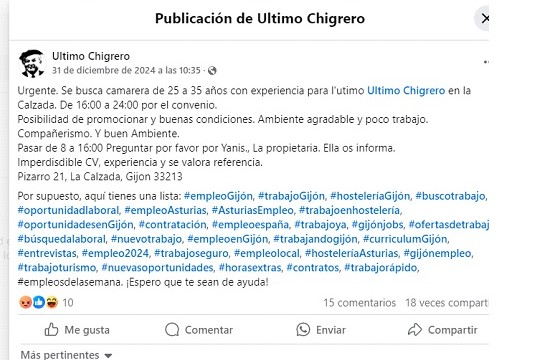 Publicación de Ultimo Chigrero
Ultimo Chigrero
31 de diciembre de 2024 a las 10:35 ·
Urgente. Se busca camarera de 25 a 35 años con experiencia para l'utimo Ultimo Chigrero en la
Calzada. De 16:00 a 24:00 por el convenio.
Posibilidad de promocionar y buenas condiciones. Ambiente agradable y poco trabajo.
Compañerismo. Y buen Ambiente.
Pasar de 8 a 16:00 Preguntar por favor por Yanis., La propietaria. Ella os informa.
Imperdisible CV, experiencia y se valora referencia.
Pizarro 21, La Calzada, Gijon 33213
Por supuesto, aquí tienes una lista: #empleoGijón, #trabajoGijón, #hosteleríaGijón, #buscotrabajo,
#oportunidadlaboral, #empleoAsturias, #AsturiasEmpleo, #trabajoenhostelería,
#oportunidadesenGijón, #contratación, #empleoespaña, #trabajoya, #gijónjobs, #ofertasdetrabaj
#búsquedalaboral, #nuevotrabajo, #empleoenGijón, #trabajandogijón, #curriculumGijón,
#entrevistas, #empleo2024, #trabajoseguro, #empleolocal, #hosteleríaAsturias, #gijónempleo,
#trabajoturismo, #nuevasoportunidades, #horasextras, #contratos, #trabajorápido,
#empleosdelasemana. ¡Espero que te sean de ayuda!
10 15 comentarios 18 veces comparti
Me gusta Comentar Enviar Compartir
Más pertinentes